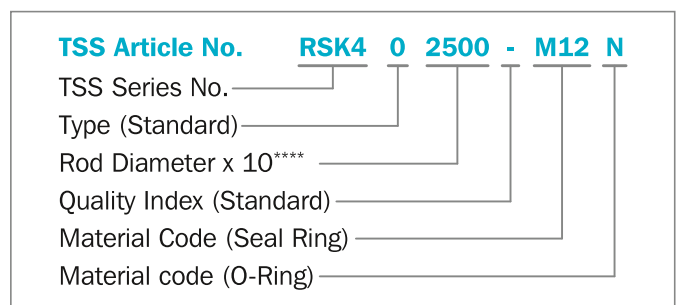 TSS Article No. RSK4 0 2500 - M12 N
TSS Series No.
Type (Standard)
Rod Diameter x 10****
Quality Index (Standard)
Material Code (Seal Ring)
Material code (O-Ring)